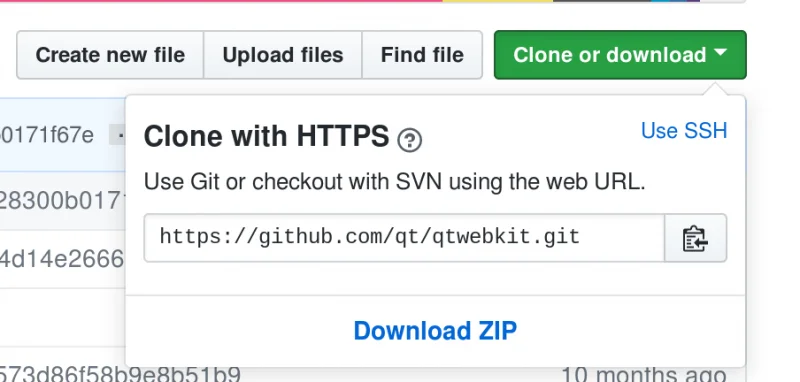 Create new file Upload files Find file Clone or download
0171f67e
Clone with HTTPS ?
Use SSH
Use Git or checkout with SVN using the web URL.
28300b0171
https://github.com/qt/qtwebkit.git
4d14e2666
Download ZIP
573d86f58b9e8b51b9 10 months ago